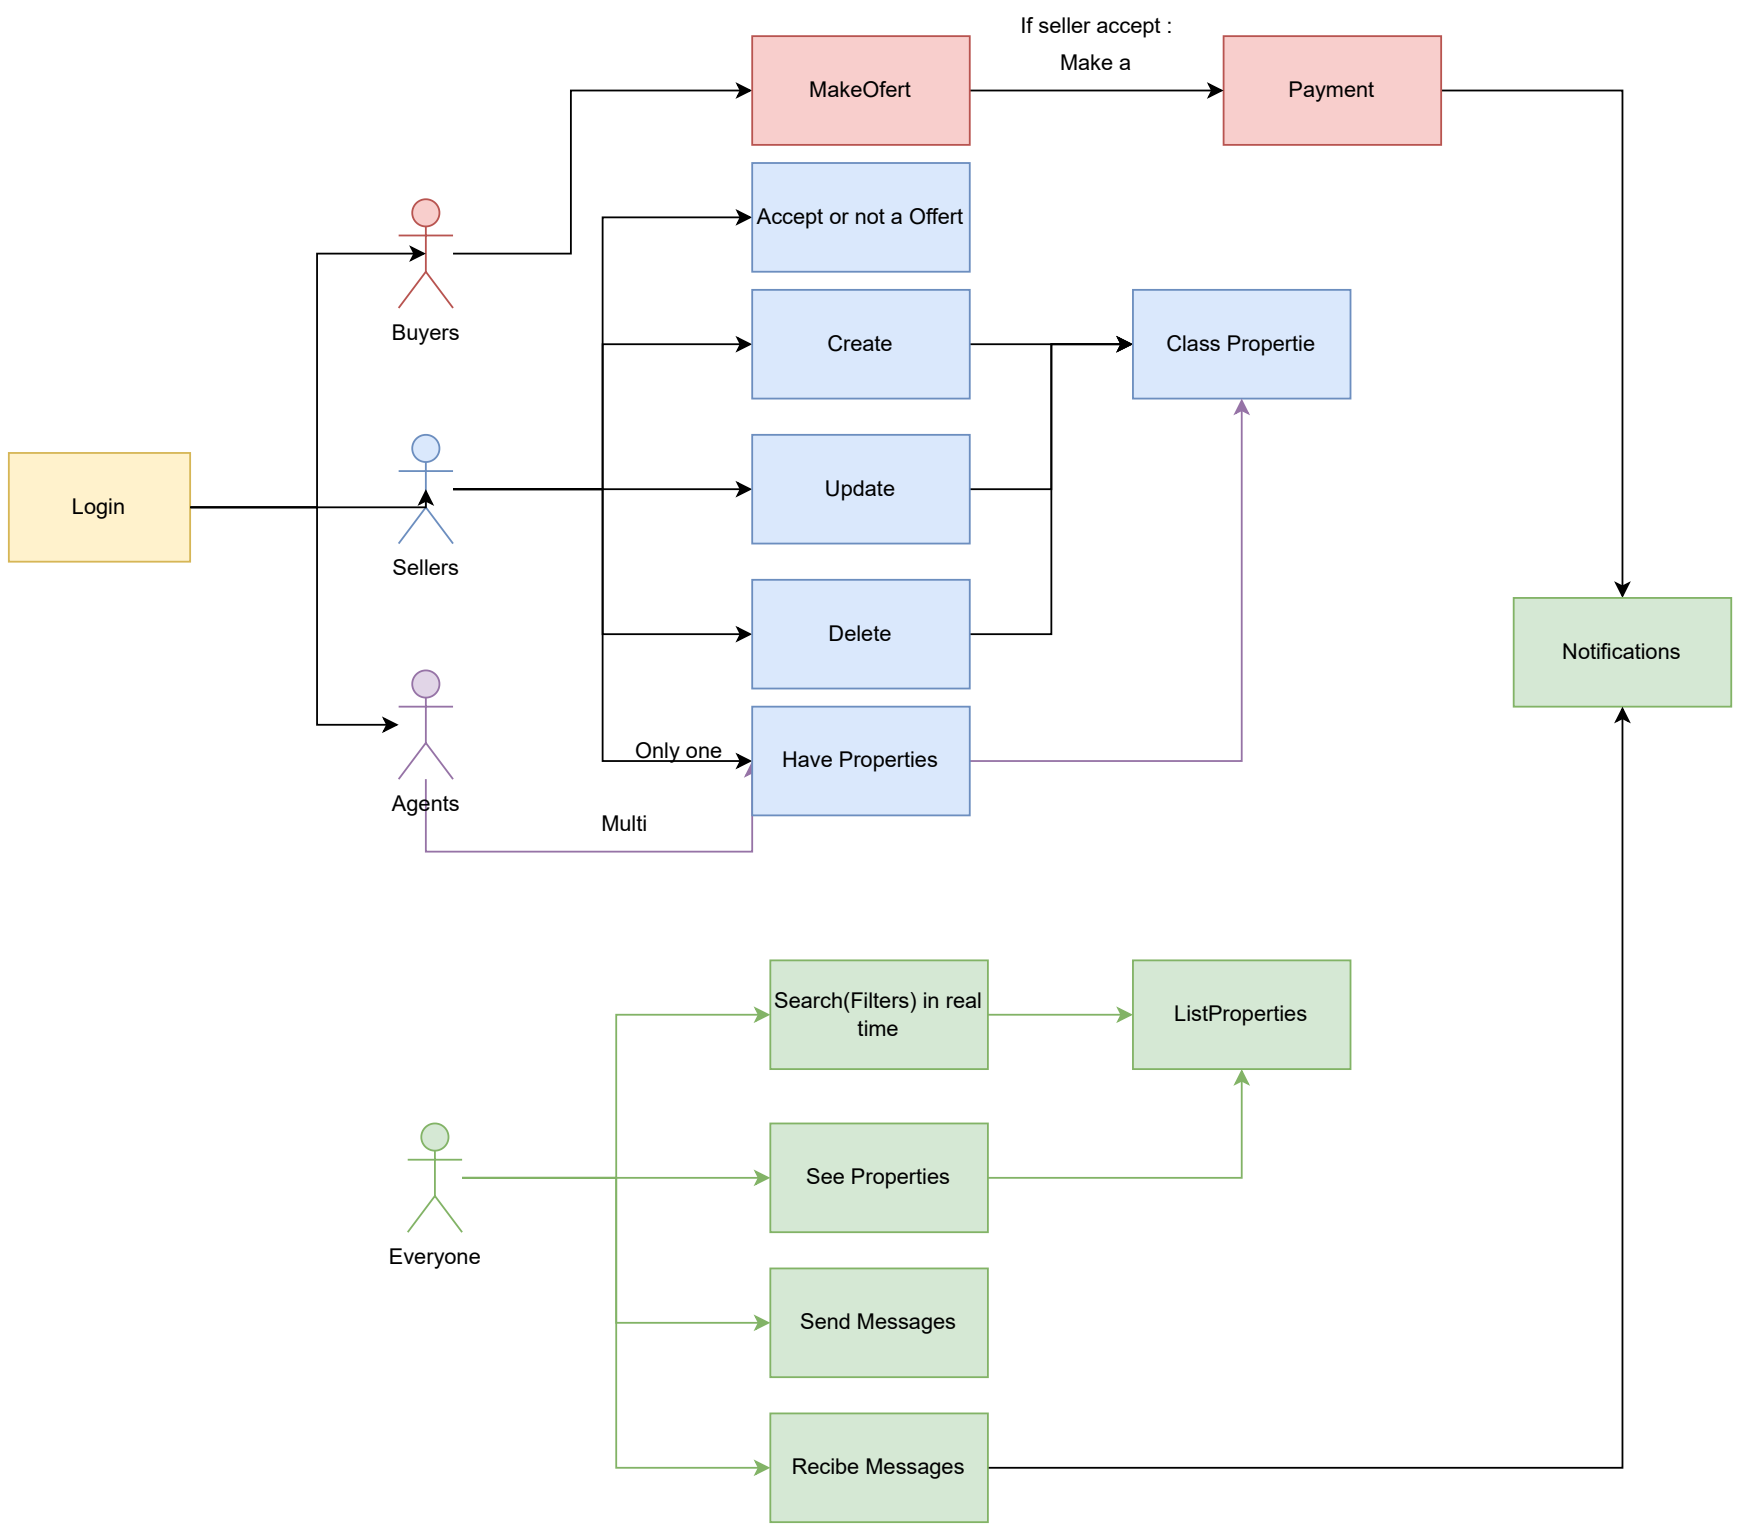 If seller accept :
Make a
MakeOfert
Payment
Accept or not a Offert
Buyers
Create
Class Propertie
Login
Update
Sellers
Delete
Notifications
Only one
Have Properties
Agents
Multi
Search(Filters) in real
time
ListProperties
See Properties
Everyone
Send Messages
Recibe Messages